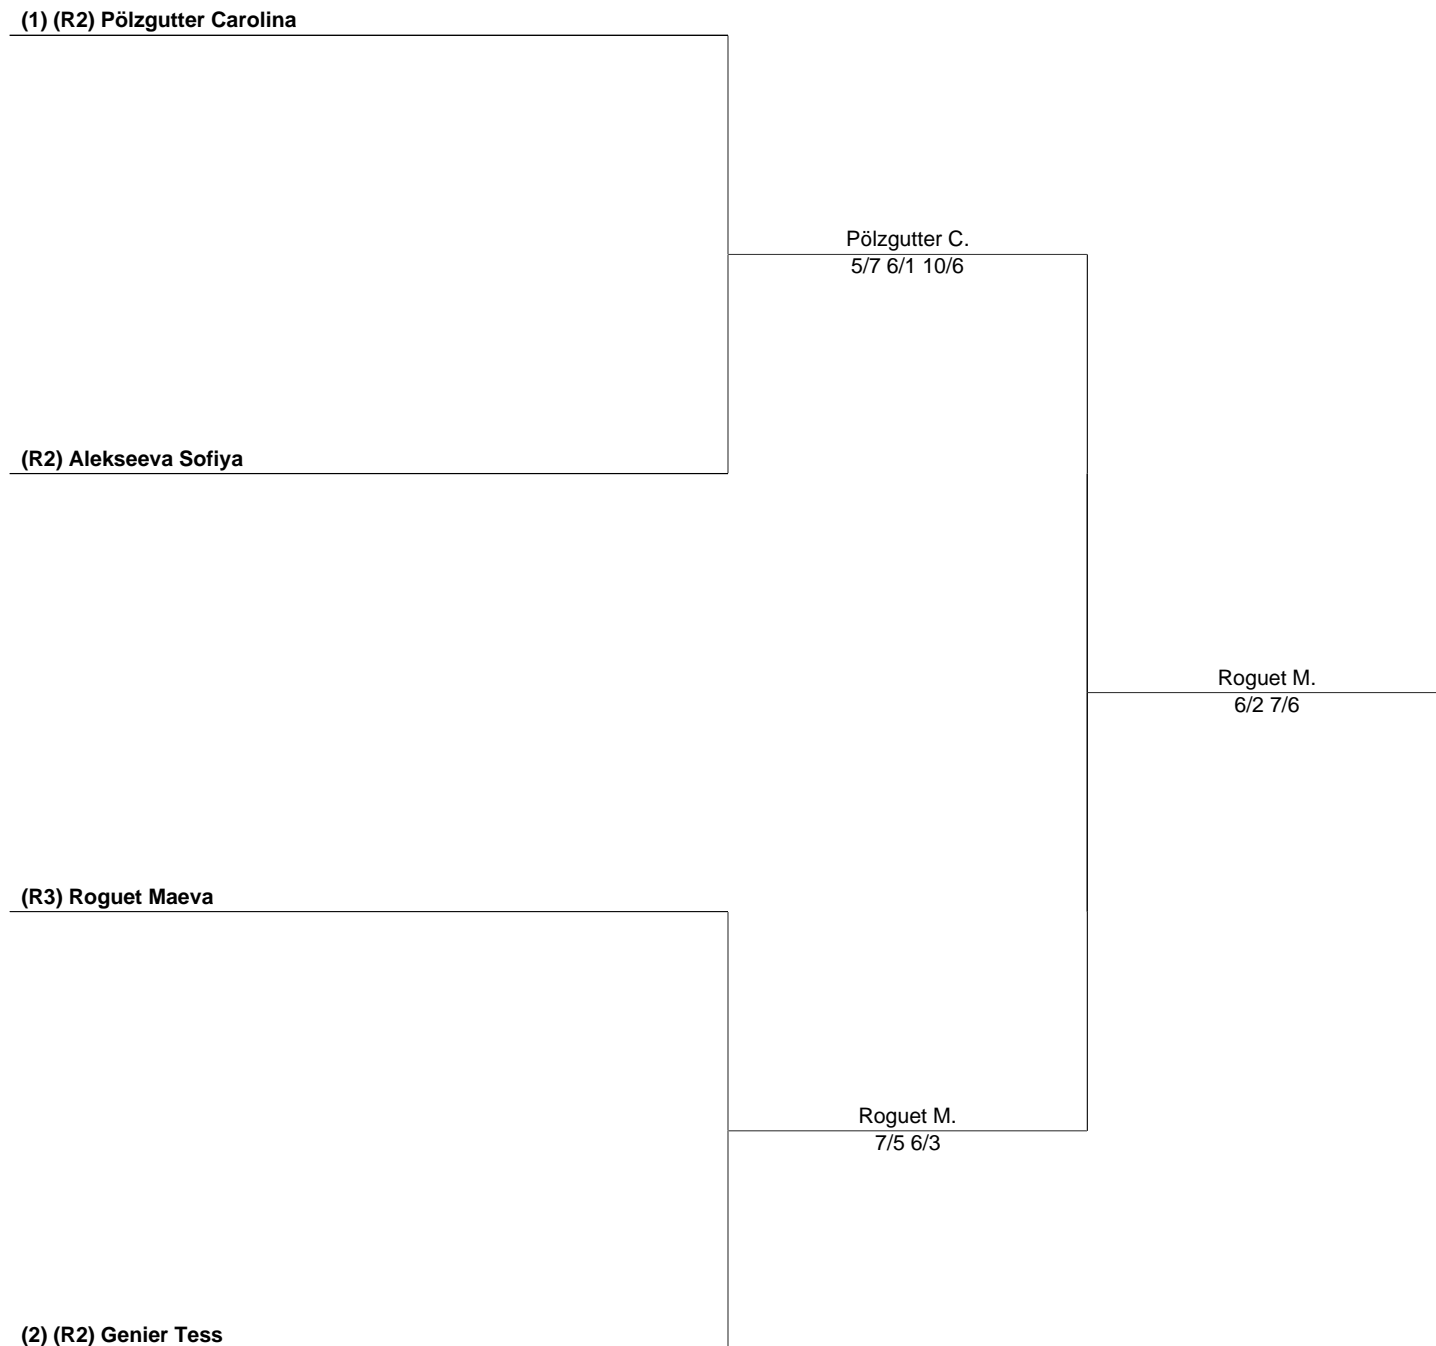 (1) (R2) Pölzgutter Carolina
Pölzgutter C.
5/7 6/1 10/6
(R2) Alekseeva Sofiya
Roguet M.
6/2 7/6
(R3) Roguet Maeva
Roguet M.
7/5 6/3
(2) (R2) Genier Tess